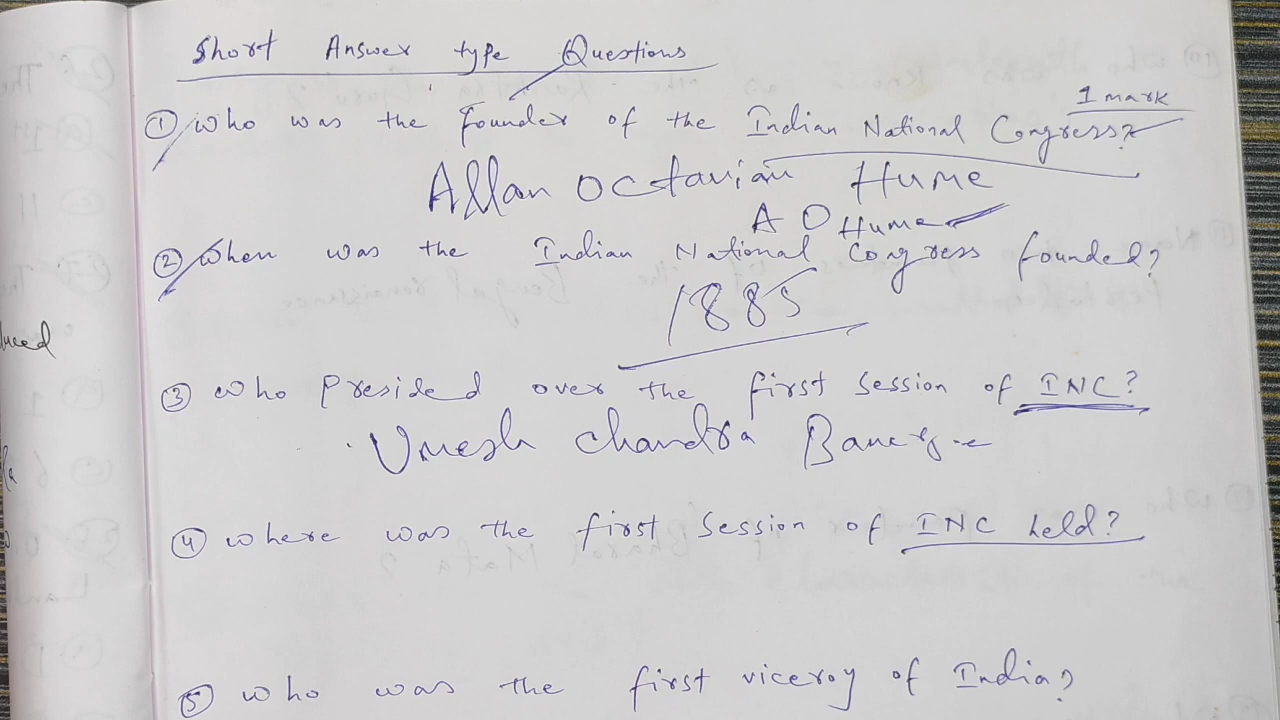 Short Answer type Questions
1 mark
① Who was the Founder of the Indian National Congress?
Allan Octavian Hume
A O Hume
② When was the Indian National Congress founded?
1885
③ Who Presided over the first Session of INC?
Umesh Chandra
④ Where was the first Session of INC held?
⑤ Who was the first viceroy of India?